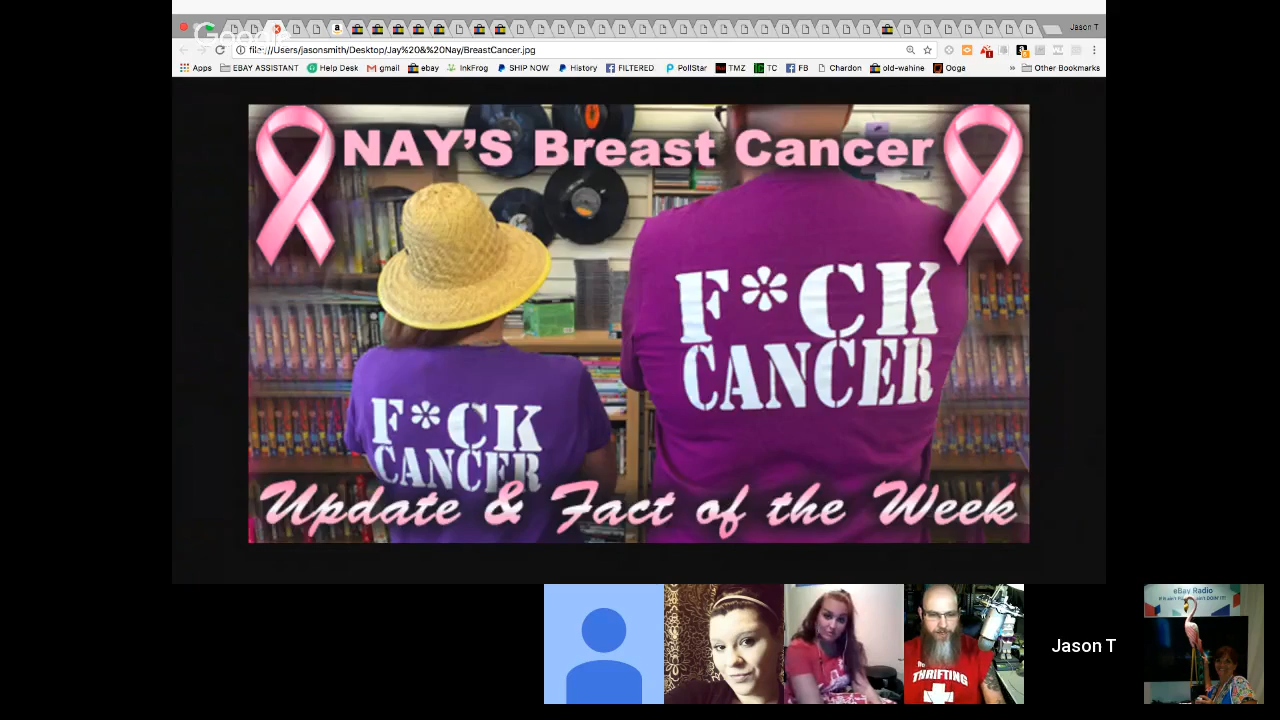 Google
Jason T
file:///Users/jasonsmith/Desktop/Jay%20&%20Nay/BreastCancer.jpg
Apps EBAY ASSISTANT Help Desk gmail ebay InkFrog SHIP NOW History FILTERED PollStar TMZ TC FB Chardon old-wahine Ooga » Other Bookmarks
NAY'S Breast Cancer
F*CK
CANCER
F*CK
CANCER
Update & Fact of the Week
eBay Radio
THRIFTING
Jason T